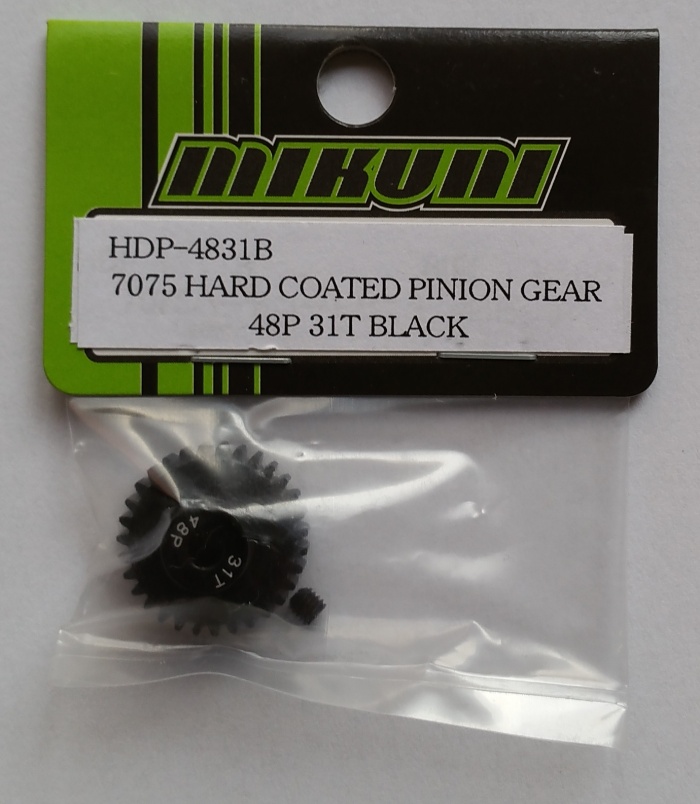 MIKUNI
HDP-4831B
7075 HARD COATED PINION GEAR
48P 31T BLACK
48P
31T